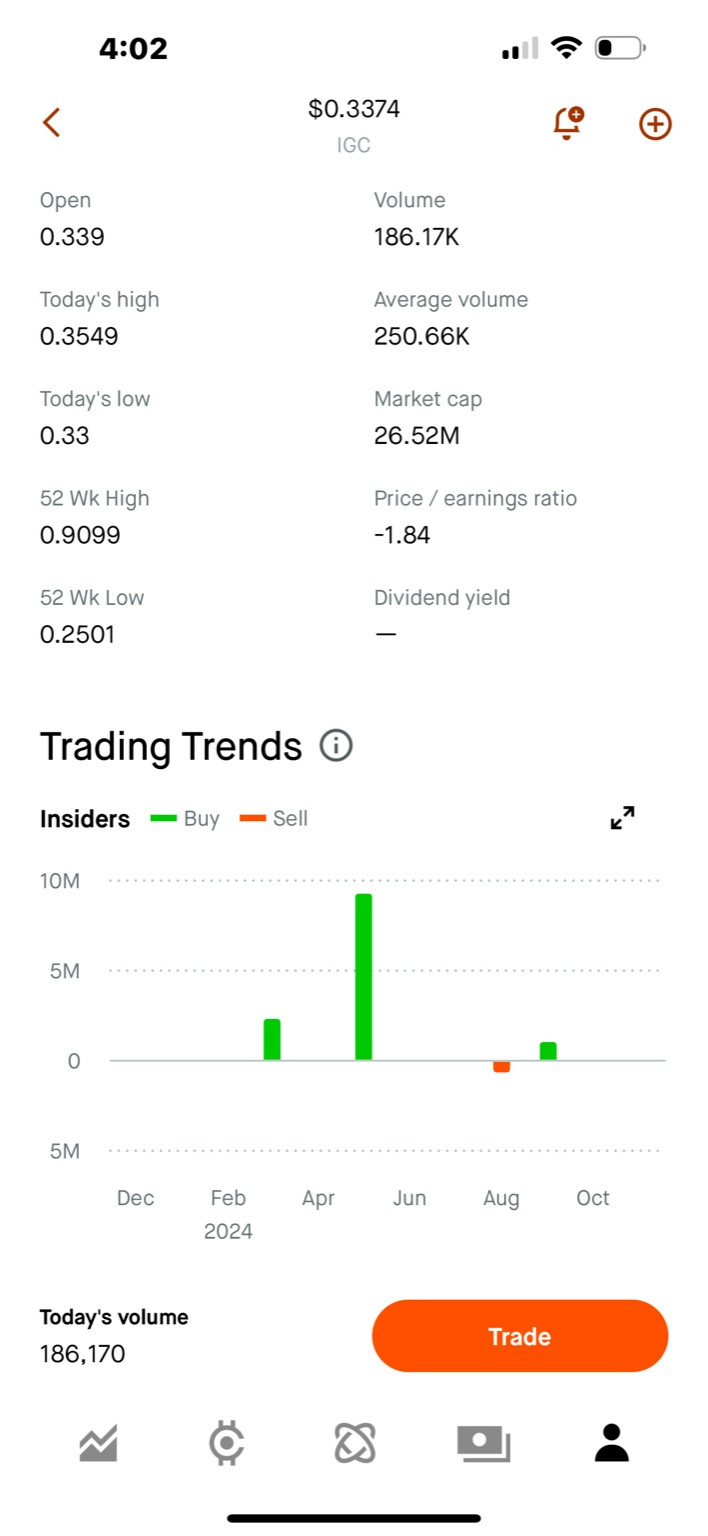 4:02
$0.3374
IGC
Open
Volume
0.339
186.17K
Today's high
Average volume
0.3549
250.66K
Today's low
Market cap
0.33
26.52M
52 Wk High
Price / earnings ratio
0.9099
-1.84
52 Wk Low
Dividend yield
0.2501
—
Trading Trends
Insiders Buy Sell
10M
5M
0
5M
Dec Feb Apr Jun Aug Oct
2024
Today's volume
186,170
Trade